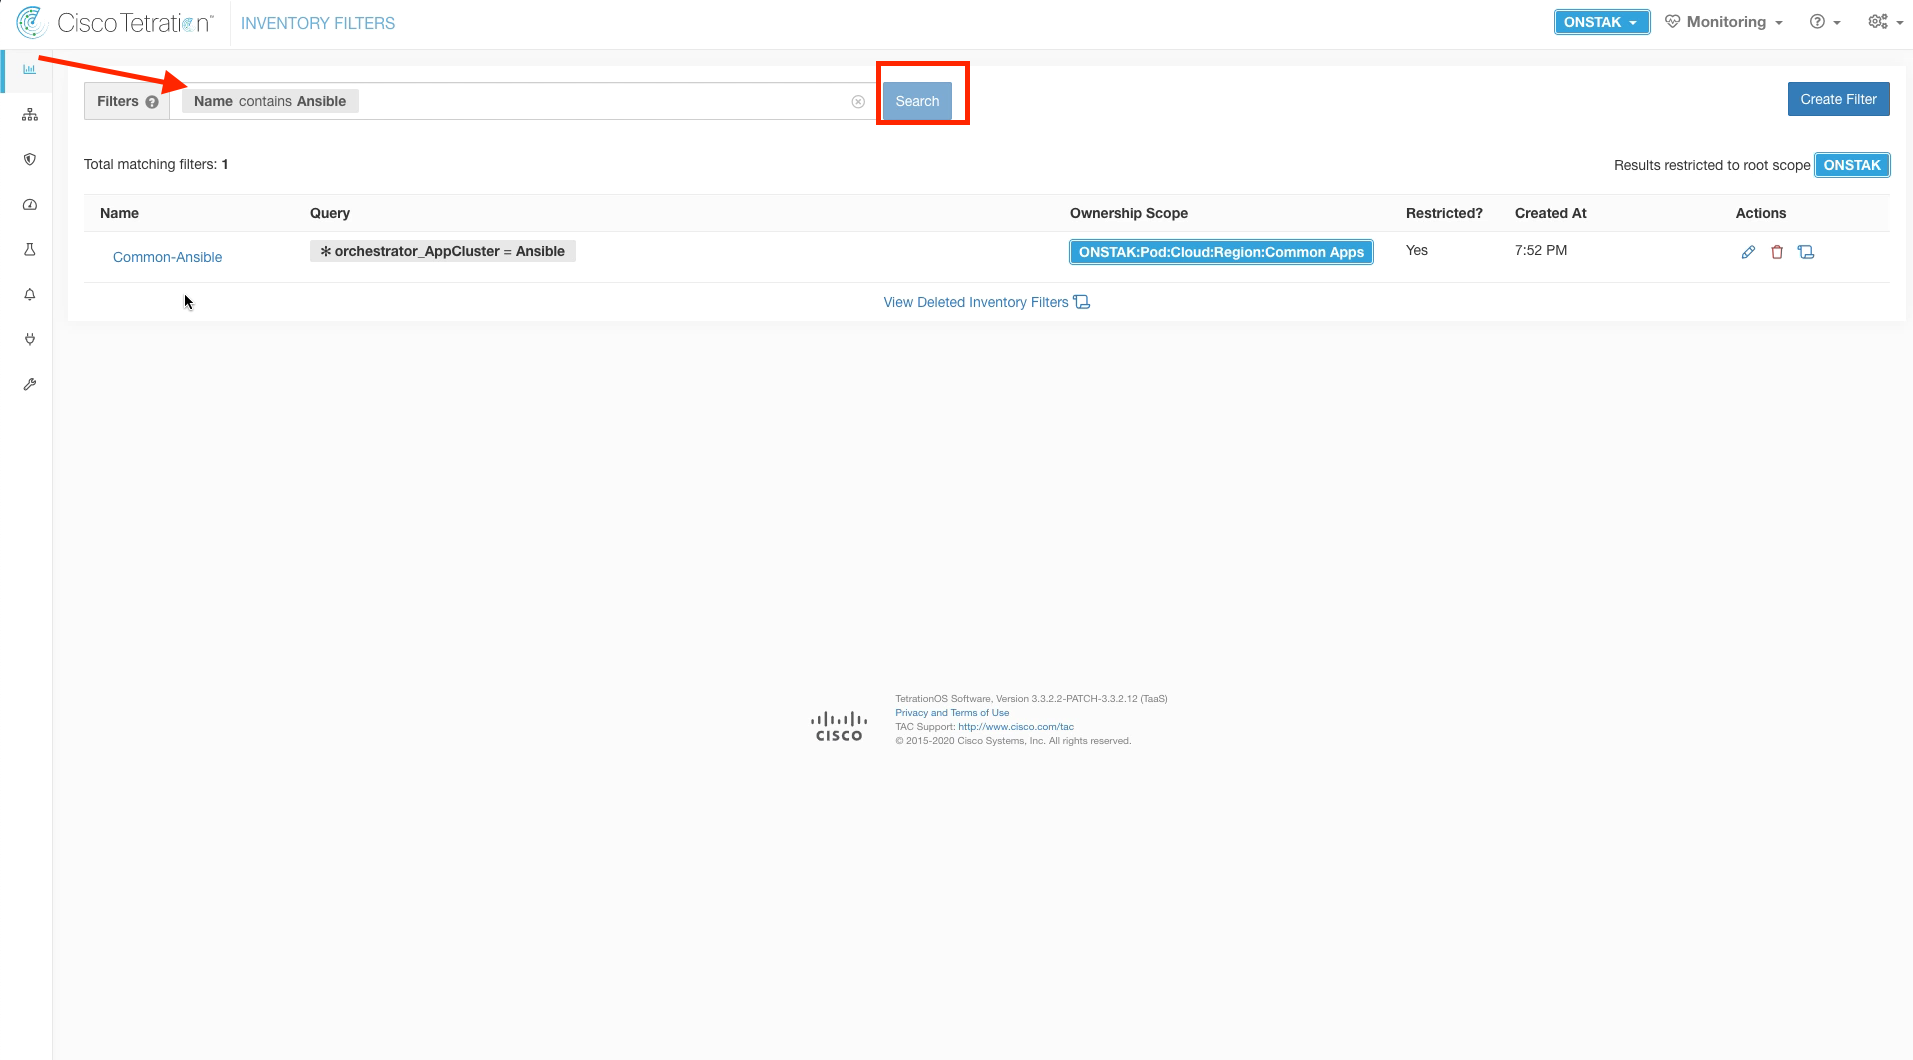 Cisco Tetration™ INVENTORY FILTERS ONSTAK Monitoring
Filters Name contains Ansible Search Create Filter
Total matching filters: 1 Results restricted to root scope ONSTAK
Name Query Ownership Scope Restricted? Created At Actions
Common-Ansible * orchestrator_AppCluster = Ansible ONSTAK:Pod:Cloud:Region:Common Apps Yes 7:52 PM
View Deleted Inventory Filters
CISCO
TetrationOS Software, Version 3.3.2.2-PATCH-3.3.2.12 (TaaS)
Privacy and Terms of Use
TAC Support: http://www.cisco.com/tac
© 2015-2020 Cisco Systems, Inc. All rights reserved.